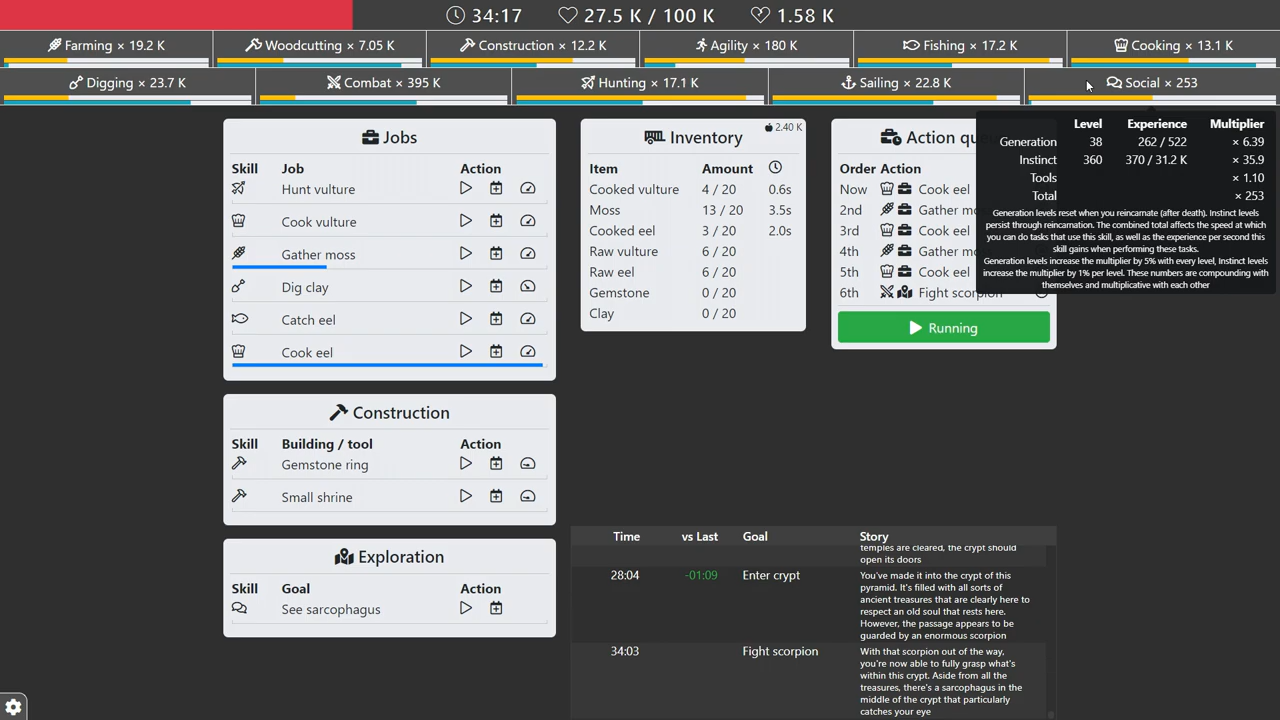 34:17 27.5 K / 100 K 1.58 K
Farming × 19.2 K Woodcutting × 7.05 K Construction × 12.2 K Agility × 180 K Fishing × 17.2 K Cooking × 13.1 K
Digging × 23.7 K Combat × 395 K Hunting × 17.1 K Sailing × 22.8 K Social × 253
Jobs
Skill Job Action
Hunt vulture
Cook vulture
Gather moss
Dig clay
Catch eel
Cook eel
Construction
Skill Building / tool Action
Gemstone ring
Small shrine
Exploration
Skill Goal Action
See sarcophagus
Inventory 2.40 K
Item Amount
Cooked vulture 4 / 20 0.6s
Moss 13 / 20 3.5s
Cooked eel 3 / 20 2.0s
Raw vulture 6 / 20
Raw eel 6 / 20
Gemstone 0 / 20
Clay 0 / 20
Action que
Order Action
Now Cook eel
2nd Gather mo
3rd Cook eel
4th Gather mo
5th Cook eel
6th Fight scorpion
Running
Level Experience Multiplier
Generation 38 262 / 522 × 6.39
Instinct 360 370 / 31.2 K × 35.9
Tools × 1.10
Total × 253
Generation levels reset when you reincarnate (after death). Instinct levels
persist through reincarnation. The combined total affects the speed at which
you can do tasks that use this skill, as well as the experience per second this
skill gains when performing these tasks.
Generation levels increase the multiplier by 5% with every level, Instinct levels
increase the multiplier by 1% per level. These numbers are compounding with
themselves and multiplicative with each other
Time vs Last Goal Story
temples are cleared, the crypt should
open its doors
28:04 -01:09 Enter crypt You've made it into the crypt of this
pyramid. It's filled with all sorts of
ancient treasures that are clearly here to
respect an old soul that rests here.
However, the passage appears to be
guarded by an enormous scorpion
34:03 Fight scorpion With that scorpion out of the way,
you're now able to fully grasp what's
within this crypt. Aside from all the
treasures, there's a sarcophagus in the
middle of the crypt that particularly
catches your eye